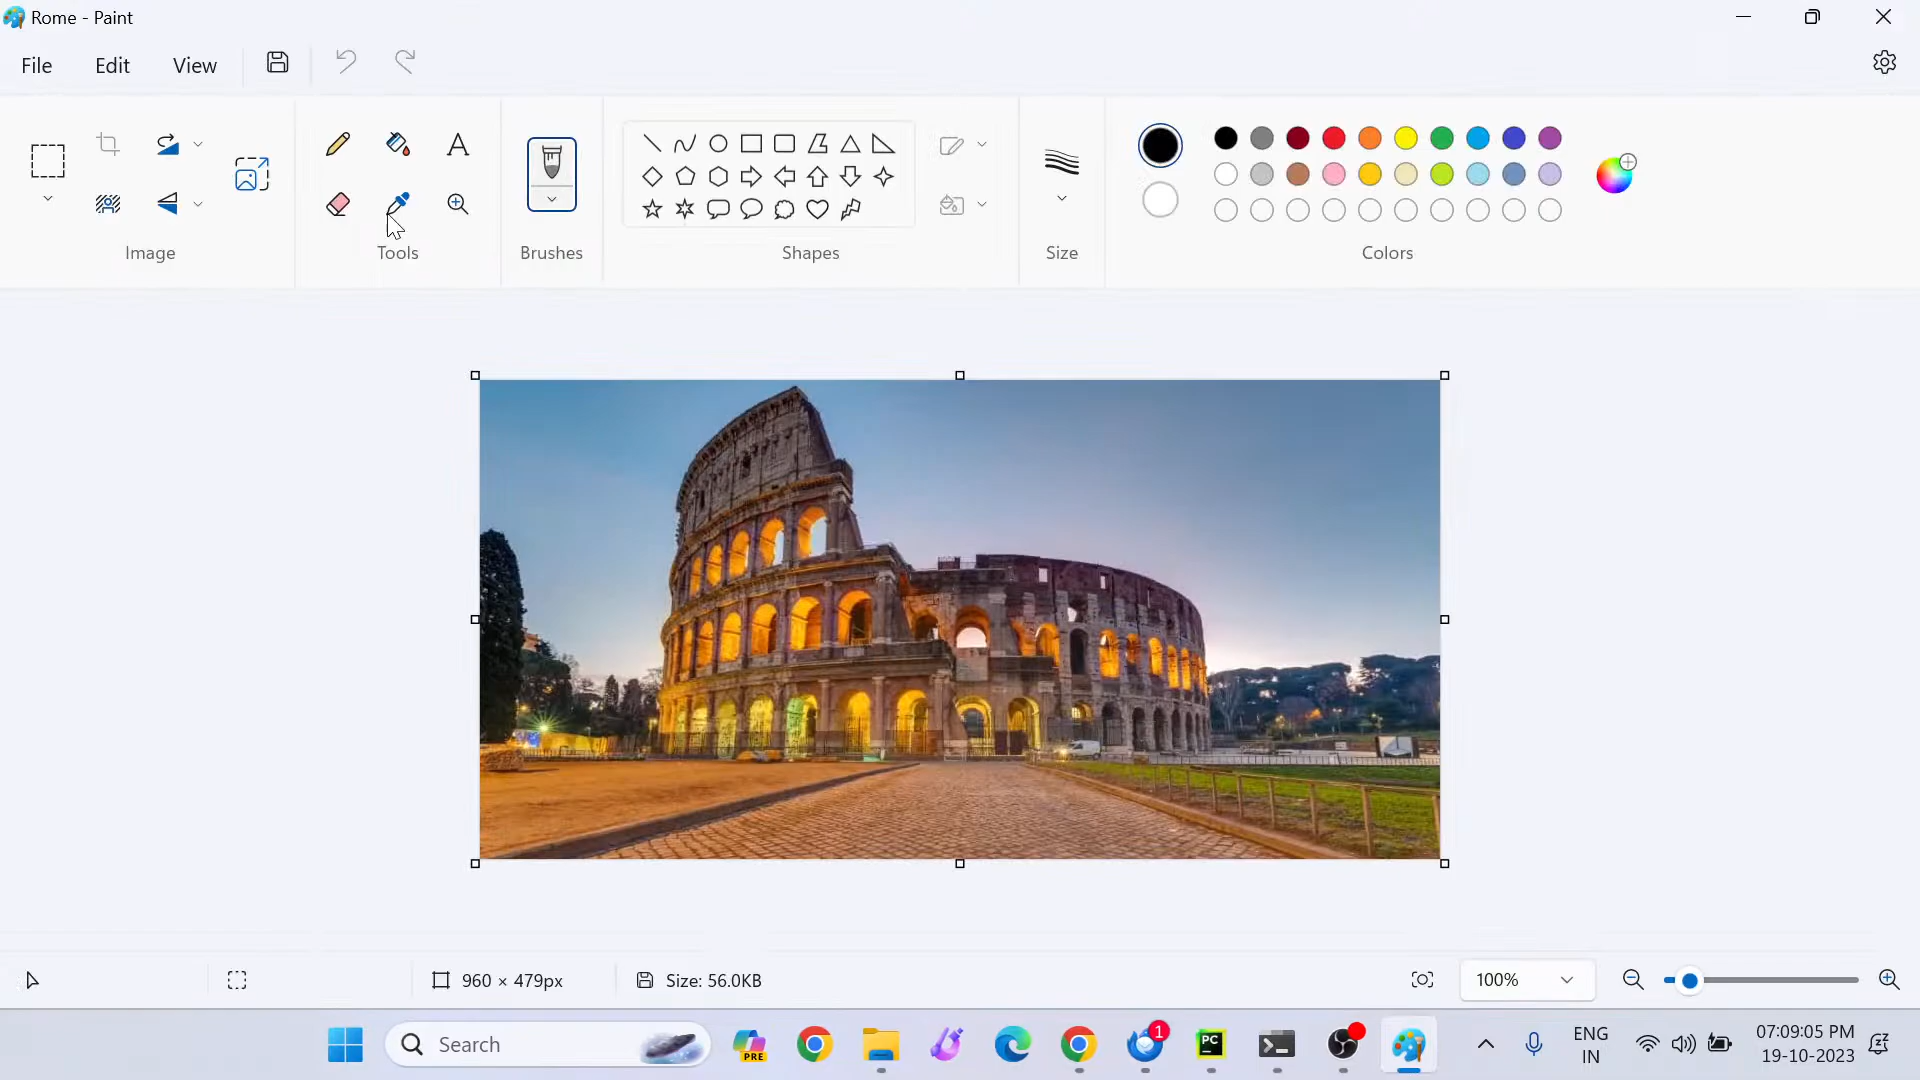 Rome - Paint
File Edit View
Image Tools Brushes Shapes Size Colors
960 × 479px Size: 56.0KB 100%
Search PRE 1 PC ENG 07:09:05 PM
IN 19-10-2023